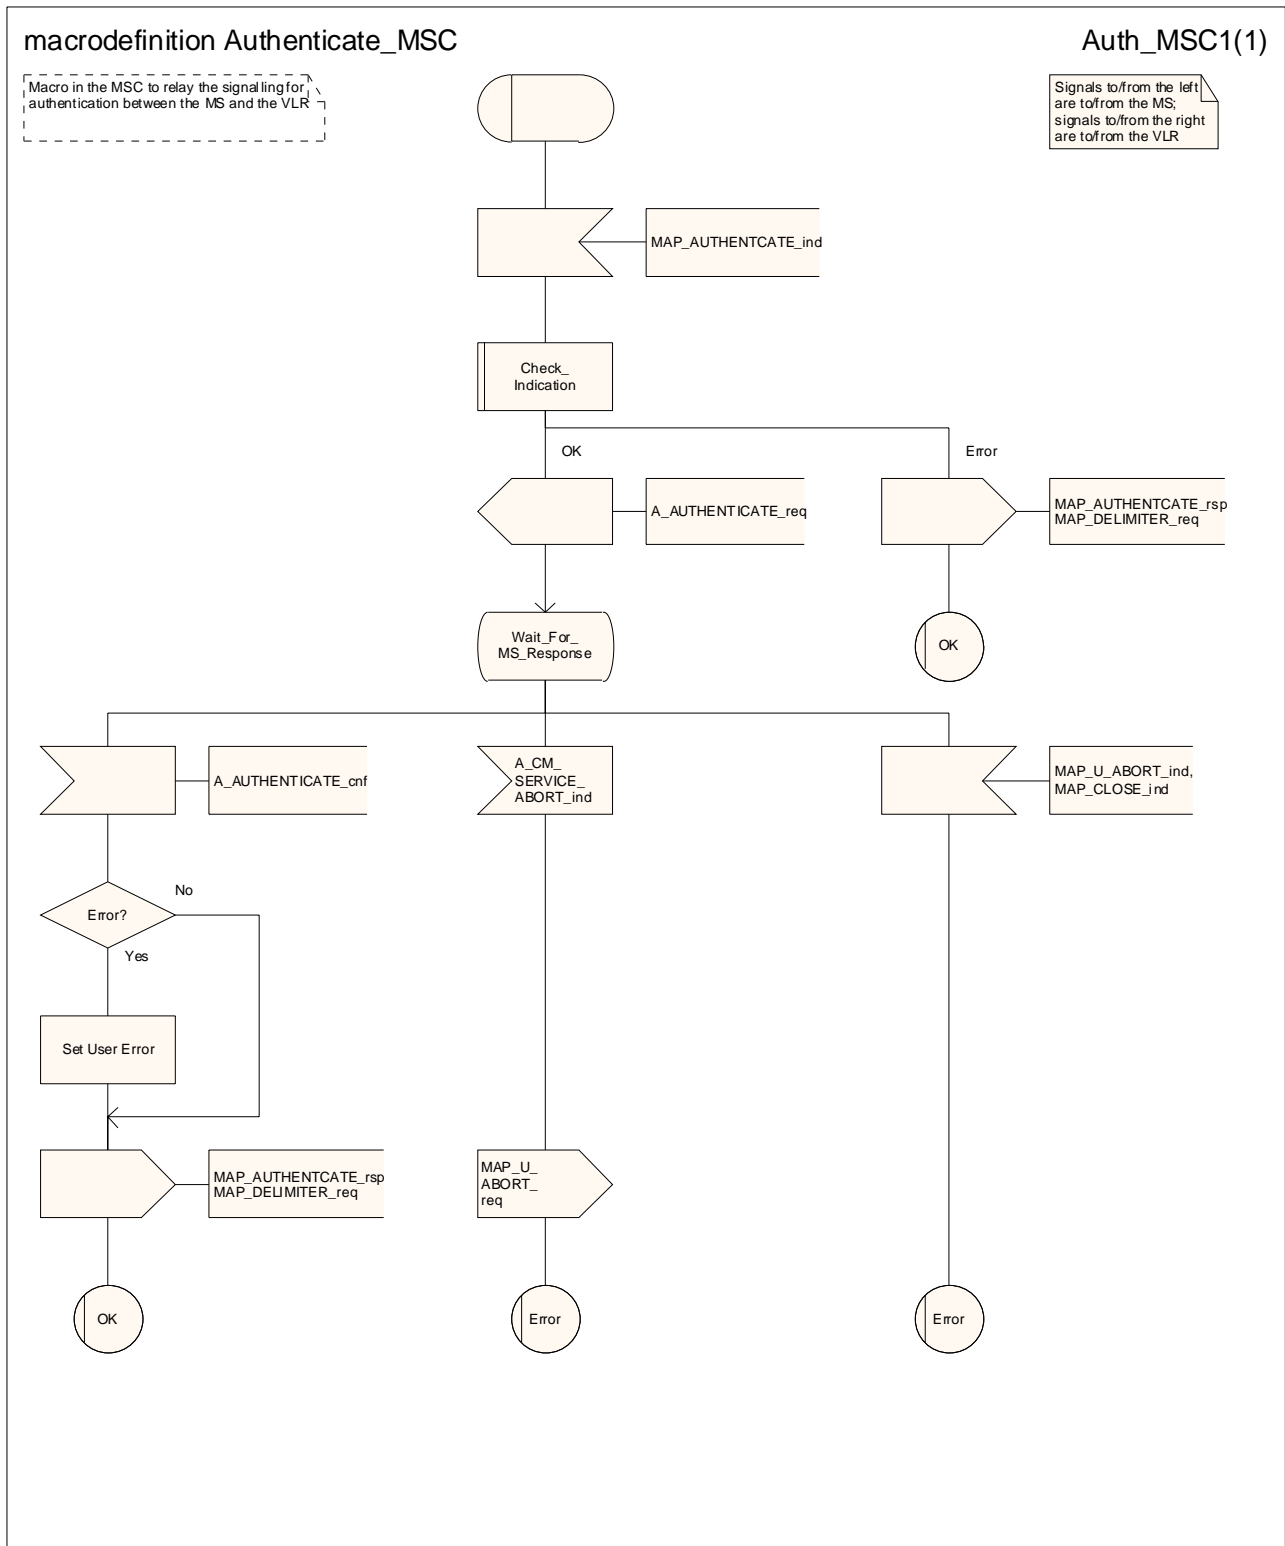 macrodefinition Authenticate_MSC
Auth_MSC1(1)
Macro in the MSC to relay the signalling for
authentication between the MS and the VLR
Signals to/from the left
are to/from the MS;
signals to/from the right
are to/from the VLR
MAP_AUTHENTCATE_ind
Check_
Indication
OK
Error
A_AUTHENTICATE_req
MAP_AUTHENTCATE_rsp
MAP_DELIMITER_req
Wait_For_
MS_Response
OK
A_AUTHENTICATE_cnf
A_CM_
SERVICE_
ABORT_ind
MAP_U_ABORT_ind,
MAP_CLOSE_ind
No
Error?
Yes
Set User Error
MAP_AUTHENTCATE_rsp
MAP_DELIMITER_req
MAP_U_
ABORT_
req
OK
Error
Error